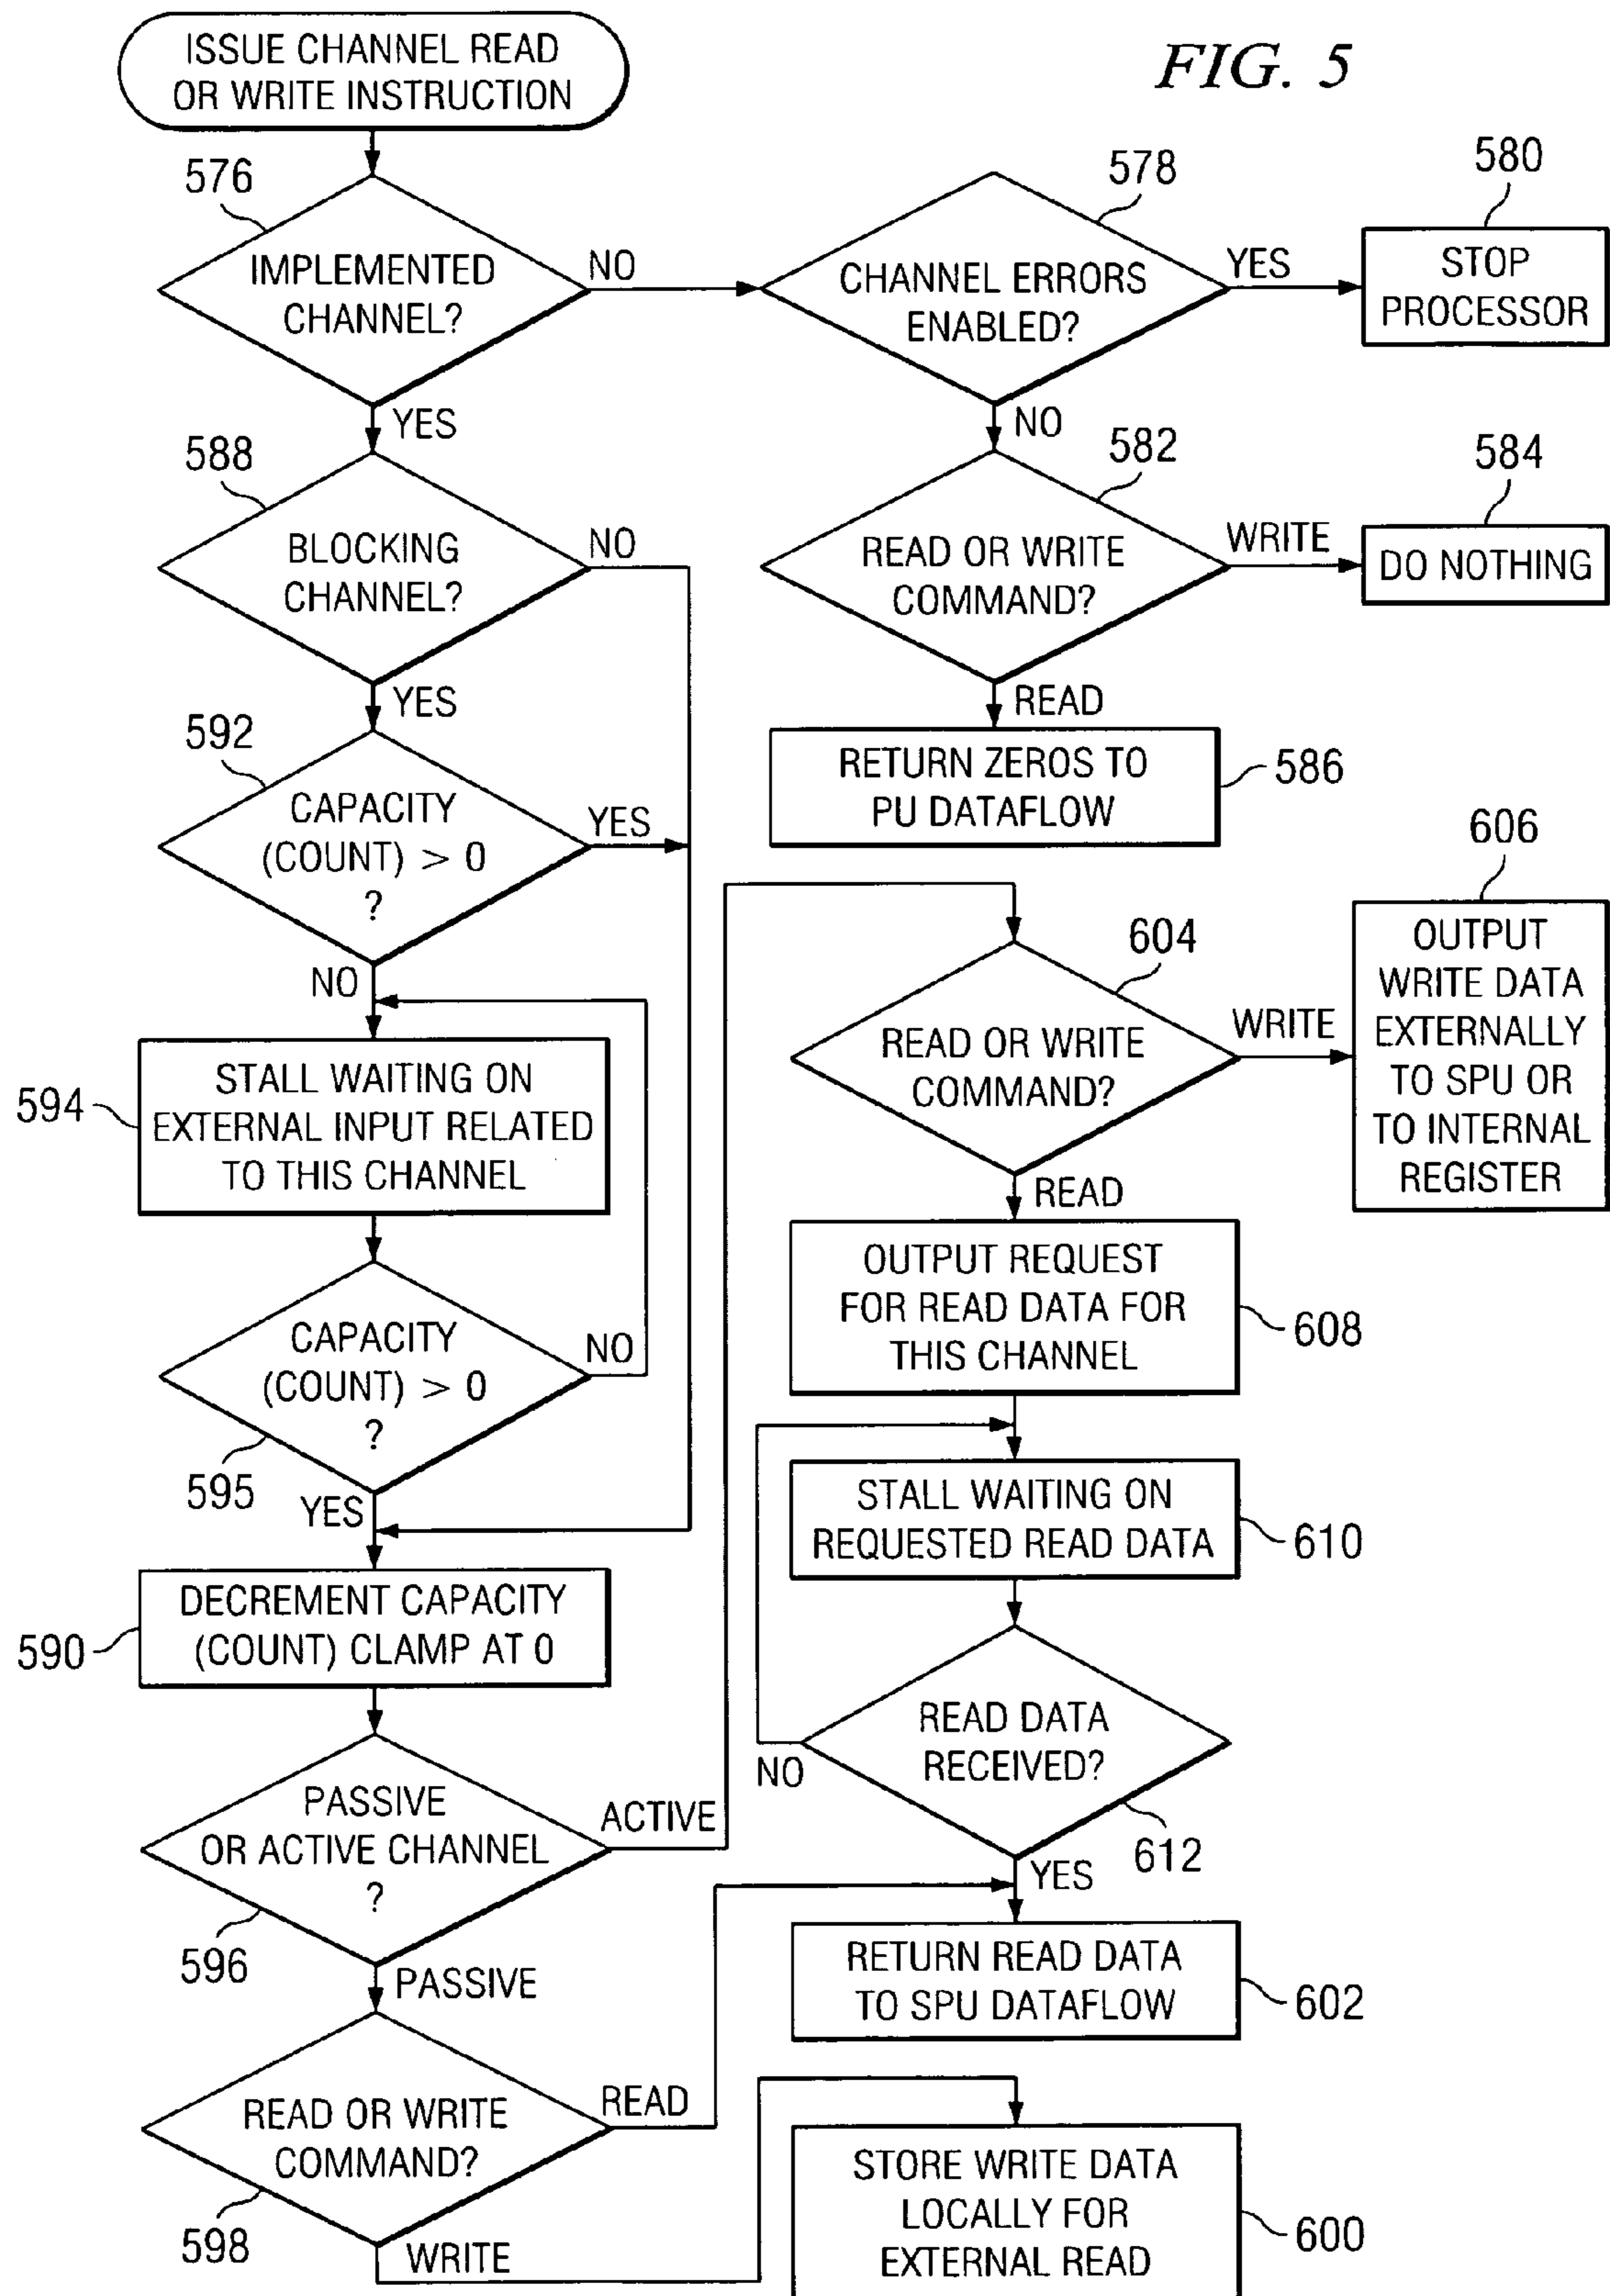 ISSUE CHANNEL READ
OR WRITE INSTRUCTION
FIG. 5
576
IMPLEMENTED
CHANNEL?
NO
YES
578
CHANNEL ERRORS
ENABLED?
YES
NO
580
STOP
PROCESSOR
588
BLOCKING
CHANNEL?
NO
YES
582
READ OR WRITE
COMMAND?
WRITE
READ
584
DO NOTHING
RETURN ZEROS TO
PU DATAFLOW
586
592
CAPACITY
(COUNT) > 0
?
YES
NO
594
STALL WAITING ON
EXTERNAL INPUT RELATED
TO THIS CHANNEL
CAPACITY
(COUNT) > 0
?
NO
595
YES
590
DECREMENT CAPACITY
(COUNT) CLAMP AT 0
PASSIVE
OR ACTIVE CHANNEL
?
ACTIVE
596
PASSIVE
READ OR WRITE
COMMAND?
READ
598
WRITE
604
READ OR WRITE
COMMAND?
WRITE
READ
606
OUTPUT
WRITE DATA
EXTERNALLY
TO SPU OR
TO INTERNAL
REGISTER
OUTPUT REQUEST
FOR READ DATA FOR
THIS CHANNEL
608
STALL WAITING ON
REQUESTED READ DATA
610
READ DATA
RECEIVED?
NO
612
YES
RETURN READ DATA
TO SPU DATAFLOW
602
STORE WRITE DATA
LOCALLY FOR
EXTERNAL READ
600